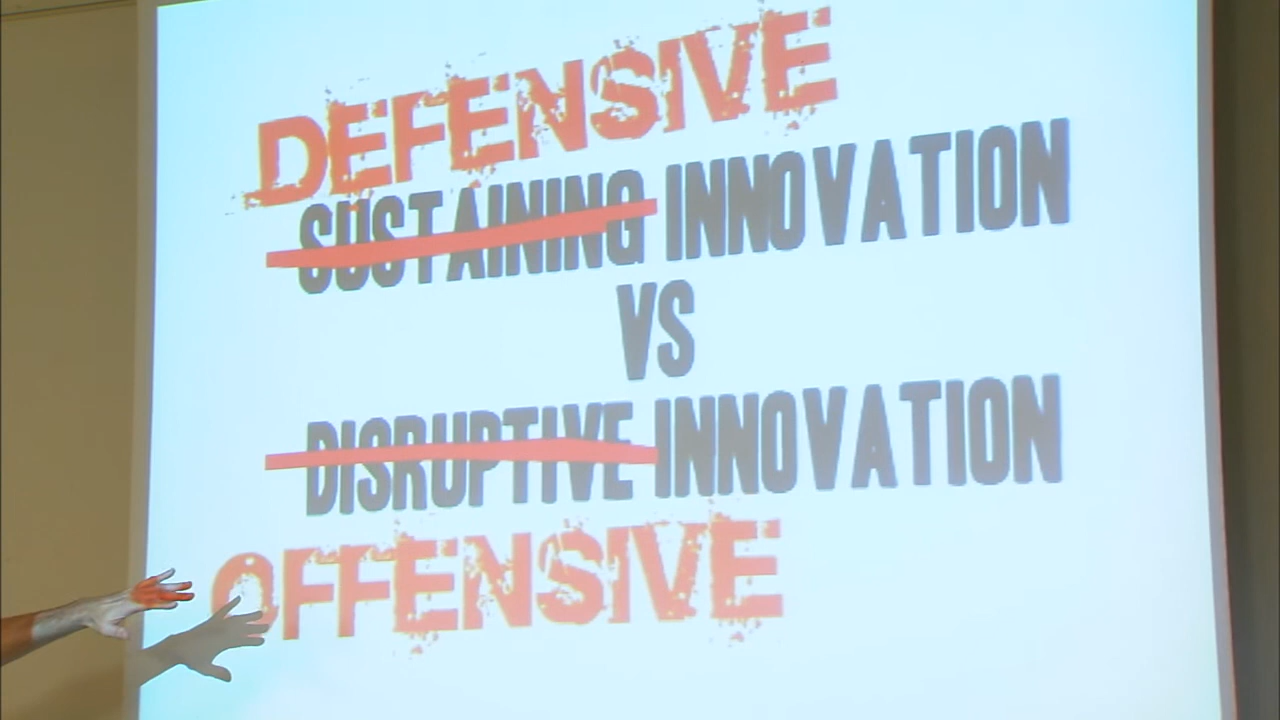 DEFENSIVE
SUSTAINING INNOVATION
VS
DISRUPTIVE INNOVATION
OFFENSIVE